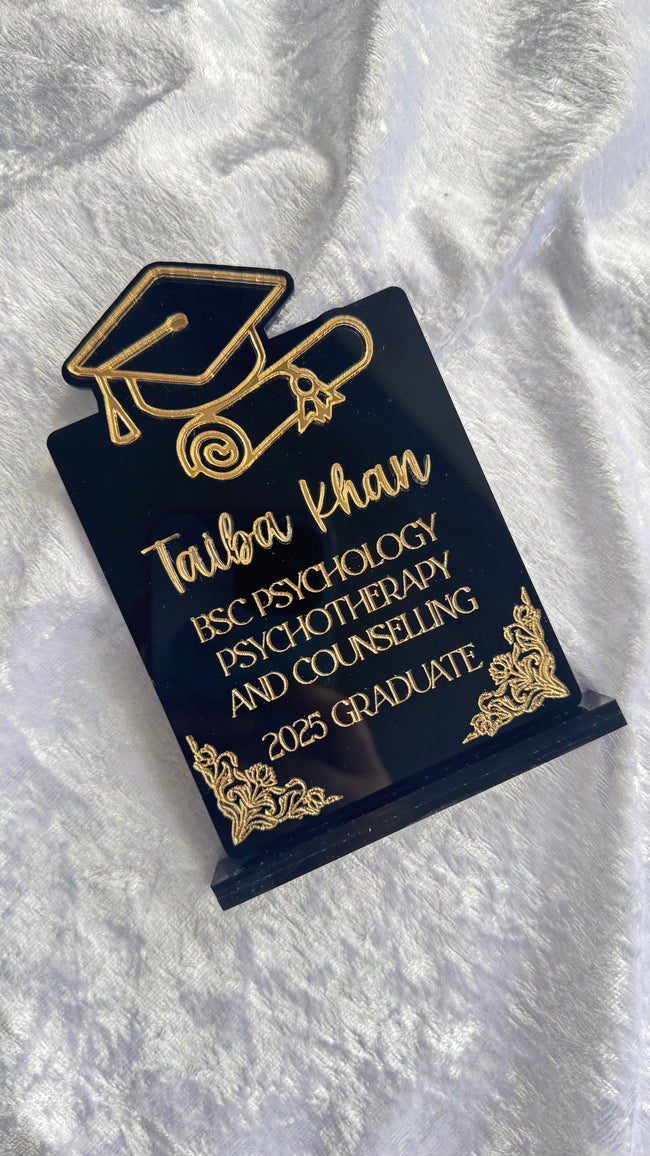 Taiba Khan
BSC PSYCHOLOGY
PSYCHOTHERAPY
AND COUNSELLING
2025 GRADUATE